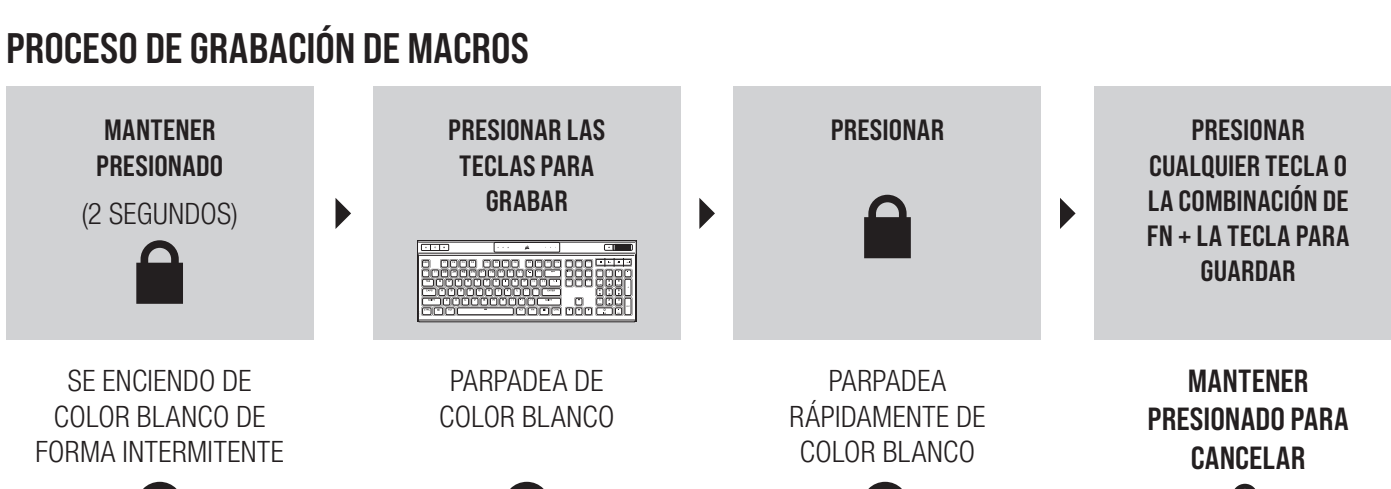 PROCESO DE GRABACIÓN DE MACROS
MANTENER
PRESIONADO
(2 SEGUNDOS)
PRESIONAR LAS
TECLAS PARA
GRABAR
PRESIONAR
PRESIONAR
CUALQUIER TECLA O
LA COMBINACIÓN DE
FN + LA TECLA PARA
GUARDAR
SE ENCIENDO DE
COLOR BLANCO DE
FORMA INTERMITENTE
PARPADEA DE
COLOR BLANCO
PARPADEA
RÁPIDAMENTE DE
COLOR BLANCO
MANTENER
PRESIONADO PARA
CANCELAR